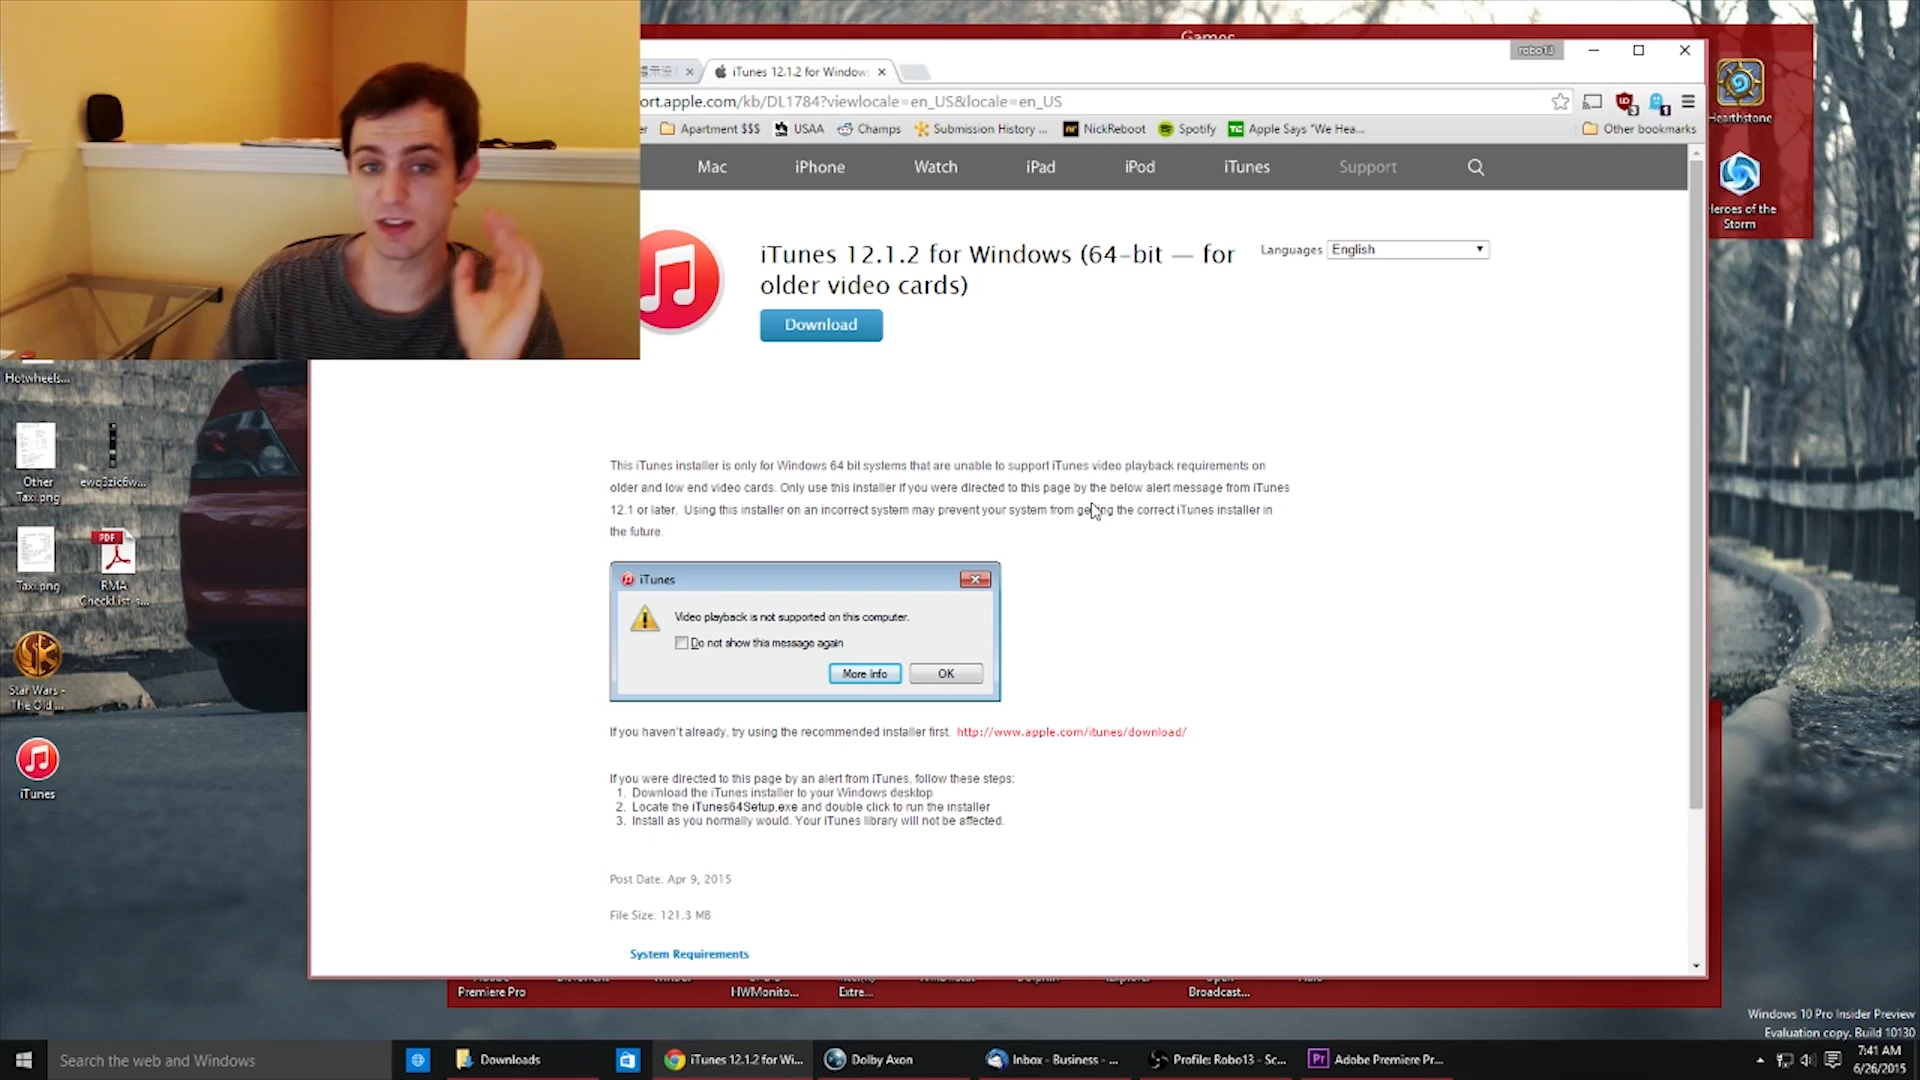 Games
robo13
iTunes 12.1.2 for Window
ort.apple.com/kb/DL1784?viewlocale=en_US&locale=en_US
er
Apartment $$$
USAA
Champs
Submission History ...
NickReboot
Spotify
Apple Says "We Hea...
Other bookmarks
Mac
iPhone
Watch
iPad
iPod
iTunes
Support
Hearthstone
Heroes of the
Storm
iTunes 12.1.2 for Windows (64-bit — for
older video cards)
Languages
English
Download
This iTunes installer is only for Windows 64 bit systems that are unable to support iTunes video playback requirements on
older and low end video cards. Only use this installer if you were directed to this page by the below alert message from iTunes
12.1 or later. Using this installer on an incorrect system may prevent your system from getting the correct iTunes installer in
the future.
iTunes
Video playback is not supported on this computer.
Do not show this message again
More Info
OK
If you haven't already, try using the recommended installer first. http://www.apple.com/itunes/download/
If you were directed to this page by an alert from iTunes, follow these steps:
1. Download the iTunes installer to your Windows desktop
2. Locate the iTunes64Setup.exe and double click to run the installer
3. Install as you normally would. Your iTunes library will not be affected.
Post Date: Apr 9, 2015
File Size: 121.3 MB
System Requirements
Hotwheels...
Other
Taxi.png
ewq3zic6w...
Taxi.png
PDF
RMA
CheckList-s...
Star Wars -
The Old ...
iTunes
Premiere Pro
HWMonito...
Extre...
Broadcast...
Windows 10 Pro Insider Preview
Evaluation copy. Build 10130
Search the web and Windows
Downloads
iTunes 12.1.2 for Wi...
Dolby Axon
Inbox - Business - ...
Profile: Robo13 - Sc...
Pr
Adobe Premiere Pr...
7:41 AM
6/26/2015